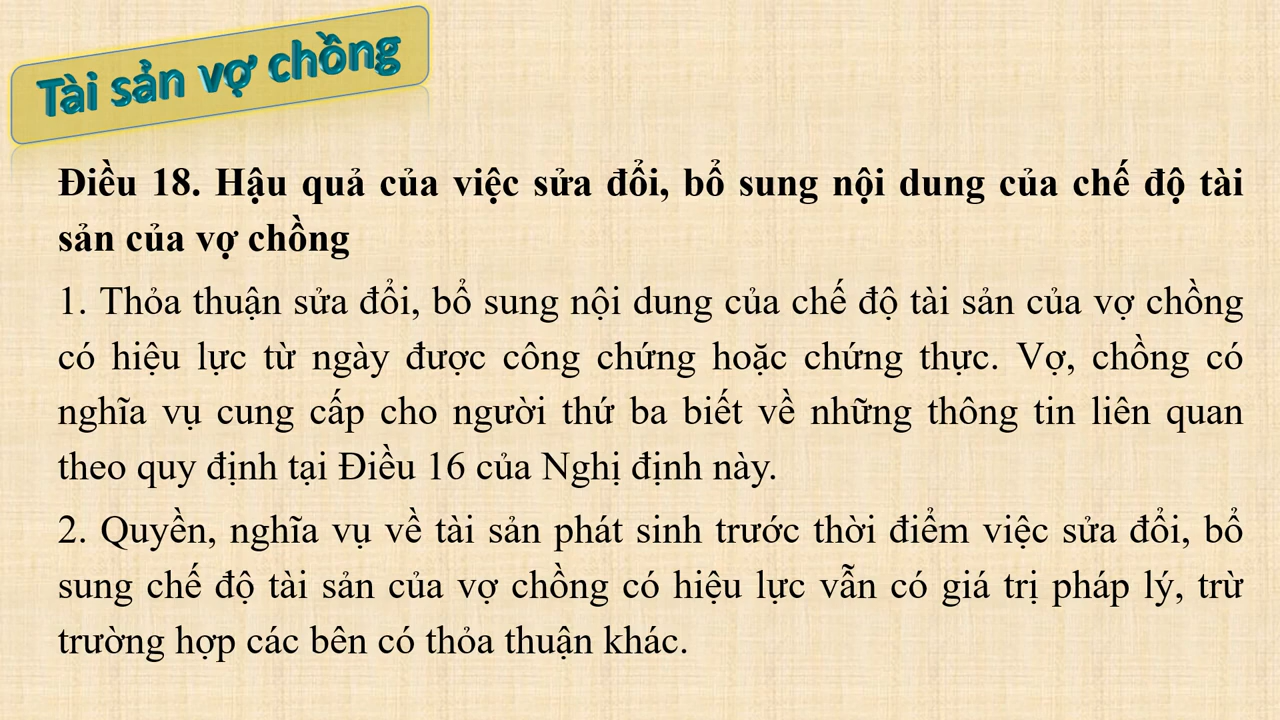 Tài sản vợ chồng
Điều 18. Hậu quả của việc sửa đổi, bổ sung nội dung của chế độ tài
sản của vợ chồng
1. Thỏa thuận sửa đổi, bổ sung nội dung của chế độ tài sản của vợ chồng
có hiệu lực từ ngày được công chứng hoặc chứng thực. Vợ, chồng có
nghĩa vụ cung cấp cho người thứ ba biết về những thông tin liên quan
theo quy định tại Điều 16 của Nghị định này.
2. Quyền, nghĩa vụ về tài sản phát sinh trước thời điểm việc sửa đổi, bổ
sung chế độ tài sản của vợ chồng có hiệu lực vẫn có giá trị pháp lý, trừ
trường hợp các bên có thỏa thuận khác.